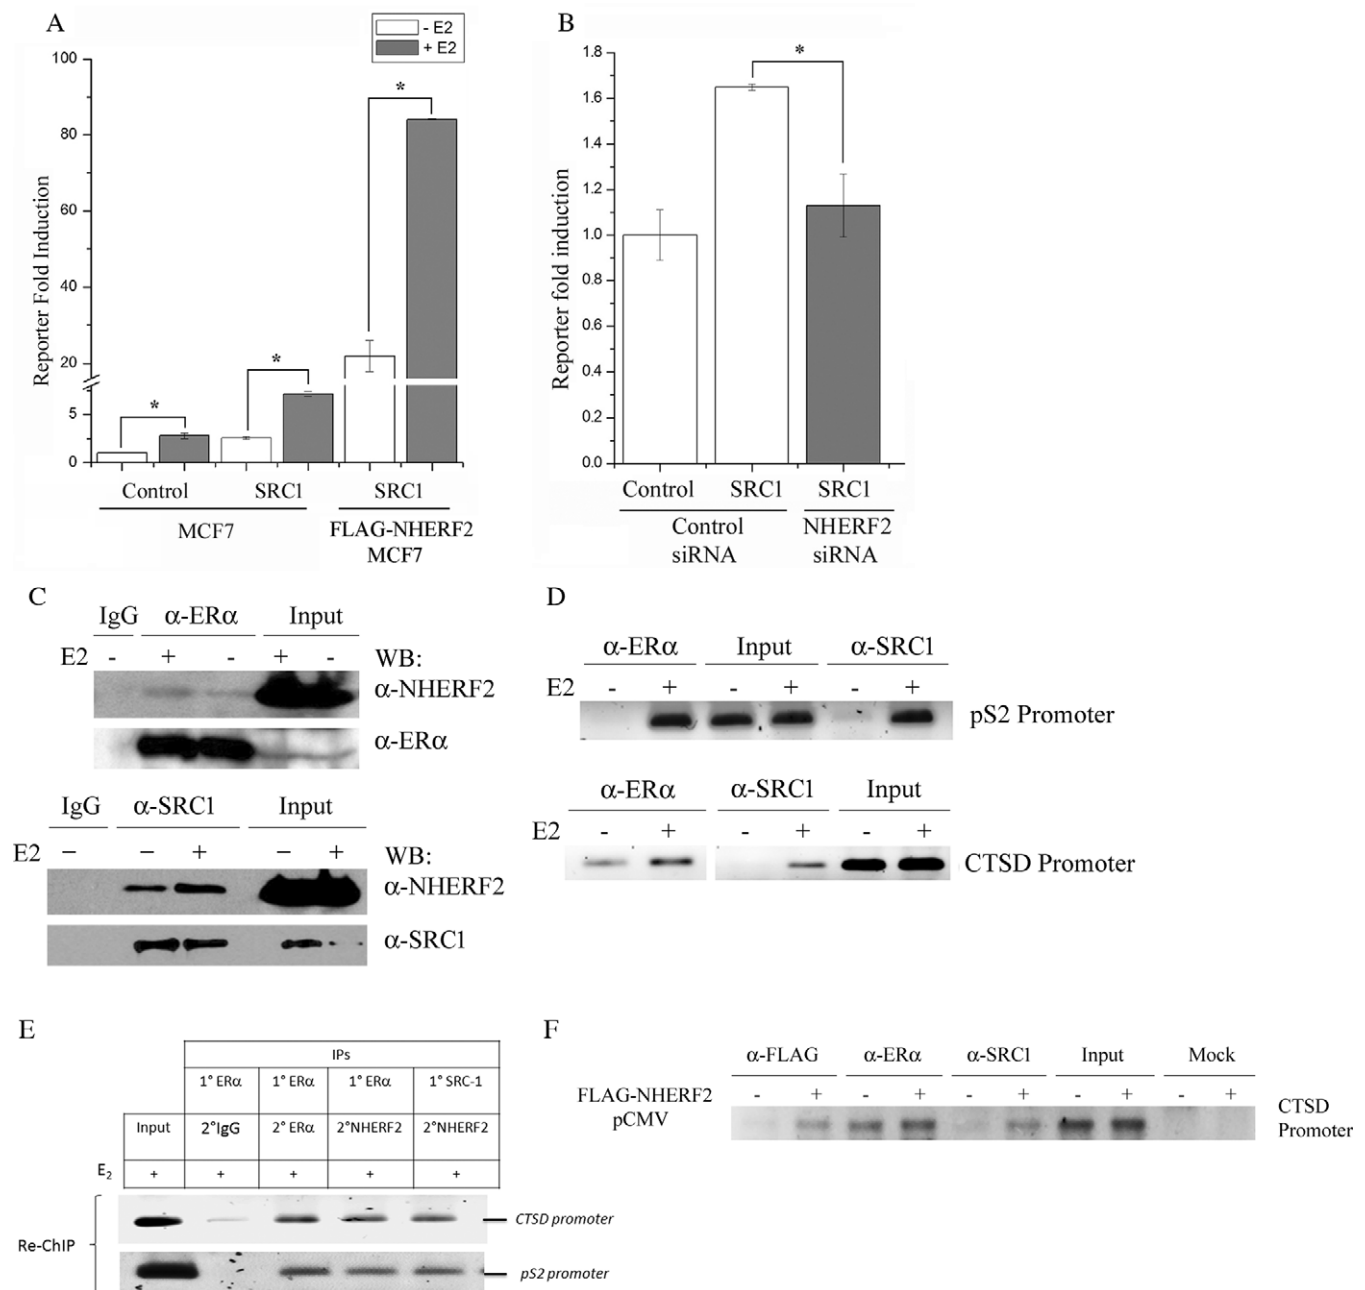 A
- E2
+ E2
Reporter Fold Induction
100
80
60
40
20
5
0
*
*
*
Control
SRC1
SRC1
MCF7
FLAG-NHERF2
MCF7
B
Reporter fold induction
1.8
1.6
1.4
1.2
1.0
0.8
0.6
0.4
0.2
0.0
*
Control
SRC1
SRC1
Control
siRNA
NHERF2
siRNA
C
IgG α-ERα Input
E2 - + - + - WB:
α-NHERF2
α-ERα
IgG α-SRC1 Input
E2 − − + − + WB:
α-NHERF2
α-SRC1
D
α-ERα Input α-SRC1
E2 - + - + - +
pS2 Promoter
α-ERα α-SRC1 Input
E2 - + - + - +
CTSD Promoter
E
IPs
1° ERα 1° ERα 1° ERα 1° SRC-1
Input 2°IgG 2° ERα 2°NHERF2 2°NHERF2
E₂ + + + + +
Re-ChIP
CTSD promoter
pS2 promoter
F
α-FLAG α-ERα α-SRC1 Input Mock
FLAG-NHERF2
pCMV
- + - + - + - + - +
CTSD
Promoter